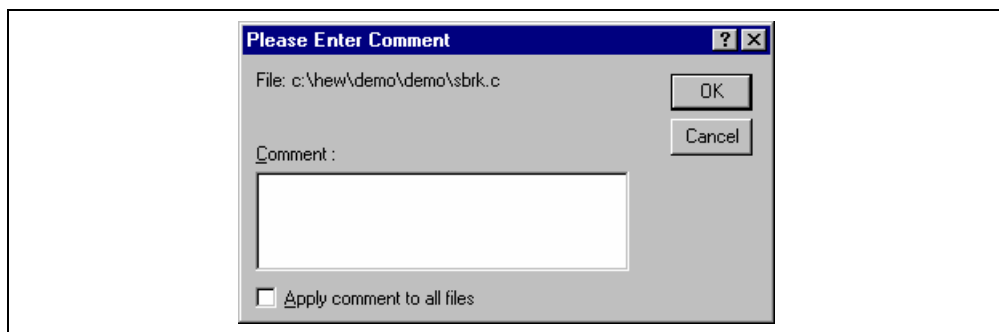 Please Enter Comment
File: c:\hew\demo\demo\sbrk.c
OK
Cancel
Comment :
Apply comment to all files